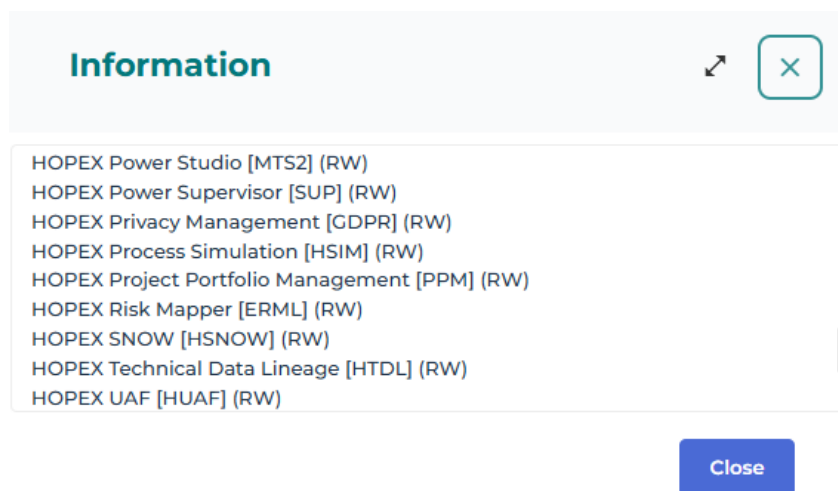 Information
HOPEX Power Studio [MTS2] (RW)
HOPEX Power Supervisor [SUP] (RW)
HOPEX Privacy Management [GDPR] (RW)
HOPEX Process Simulation [HSIM] (RW)
HOPEX Project Portfolio Management [PPM] (RW)
HOPEX Risk Mapper [ERML] (RW)
HOPEX SNOW [HSNOW] (RW)
HOPEX Technical Data Lineage [HTDL] (RW)
HOPEX UAF [HUAF] (RW)
Close